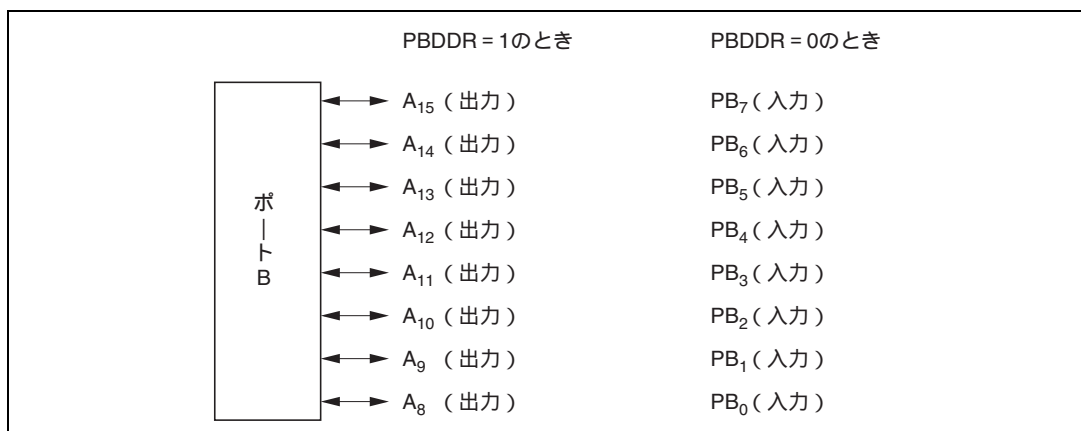 PBDDR = 1のとき PBDDR = 0のとき
ポートB
A15 ( 出力 ) PB7 ( 入力 )
A14 ( 出力 ) PB6 ( 入力 )
A13 ( 出力 ) PB5 ( 入力 )
A12 ( 出力 ) PB4 ( 入力 )
A11 ( 出力 ) PB3 ( 入力 )
A10 ( 出力 ) PB2 ( 入力 )
A9 ( 出力 ) PB1 ( 入力 )
A8 ( 出力 ) PB0 ( 入力 )